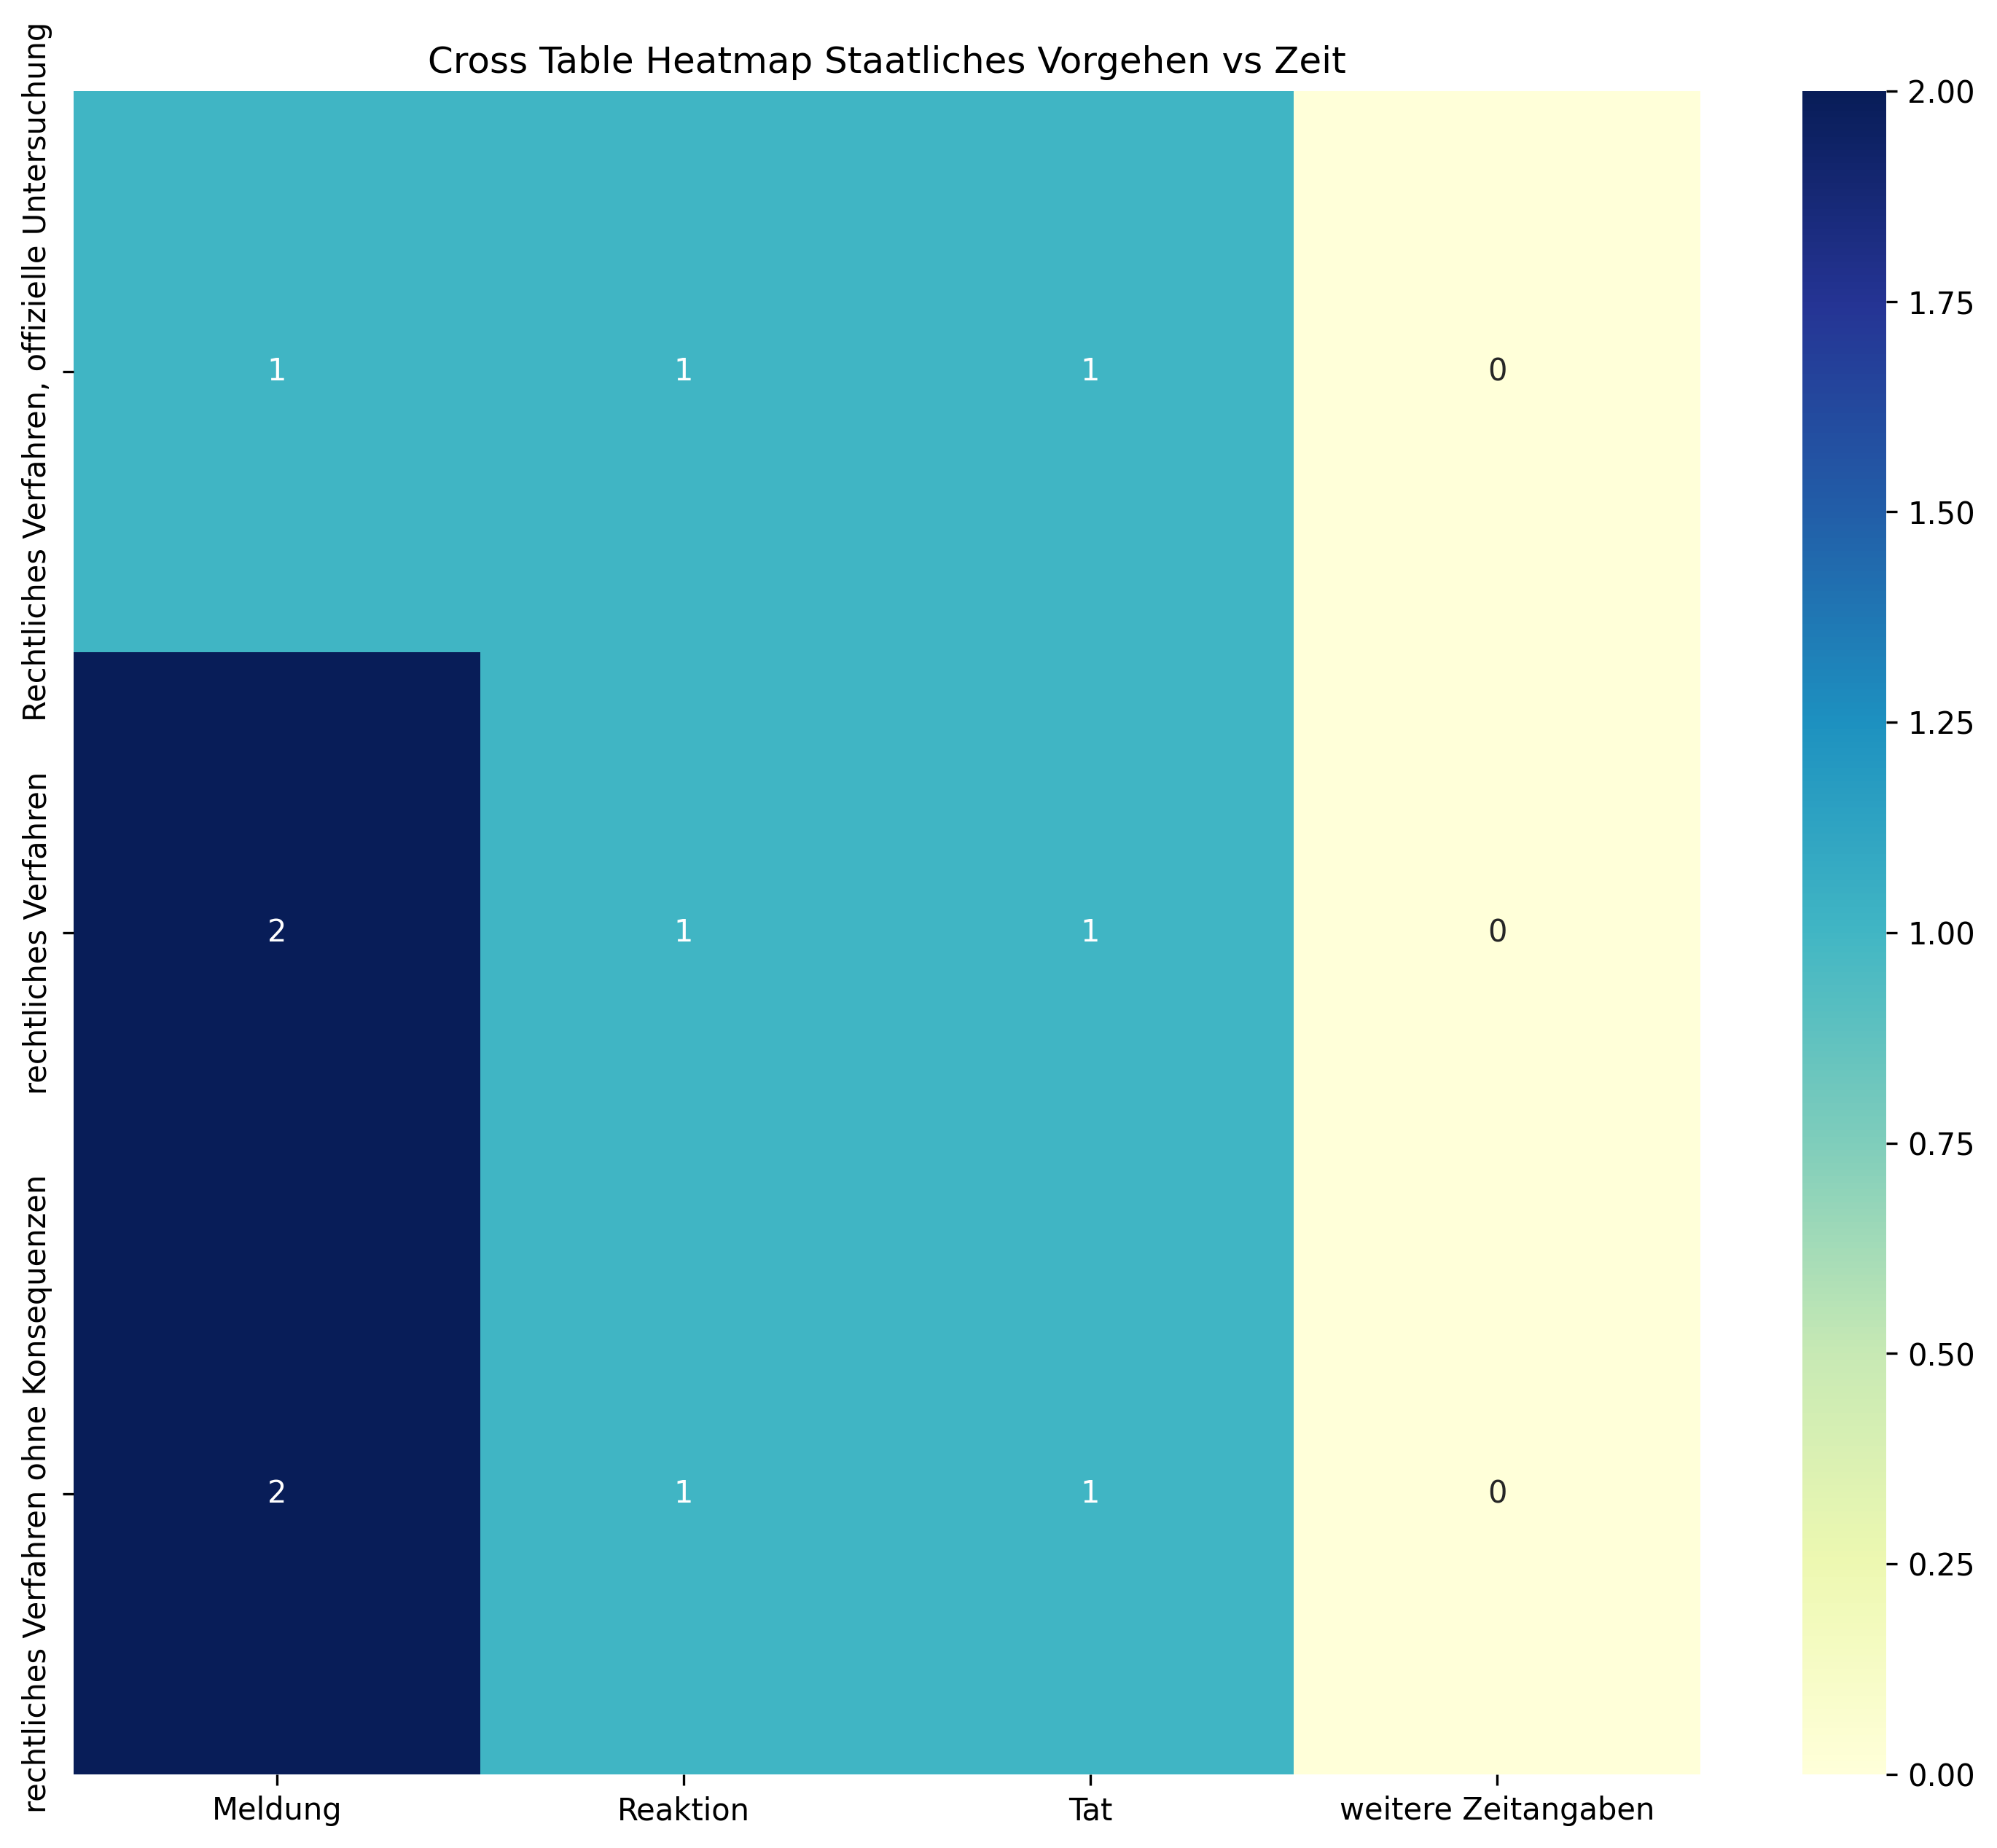 Cross Table Heatmap Staatliches Vorgehen vs Zeit
Rechtliches Verfahren, offizielle Untersuchung
1 1 1 0
rechtliches Verfahren
2 1 1 0
rechtliches Verfahren ohne Konsequenzen
2 1 1 0
Meldung Reaktion Tat weitere Zeitangaben
2.00
1.75
1.50
1.25
1.00
0.75
0.50
0.25
0.00